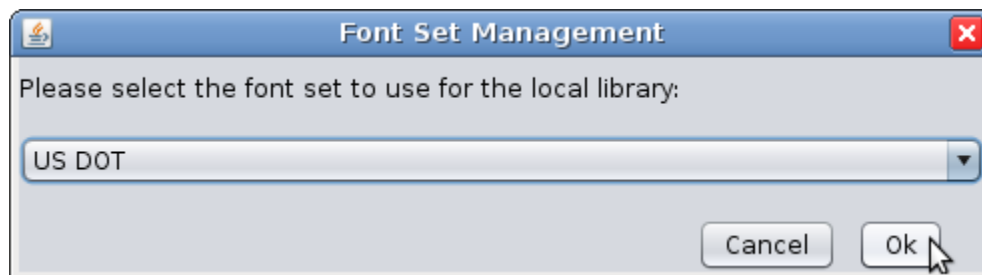 Font Set Management
Please select the font set to use for the local library:
US DOT
Cancel Ok